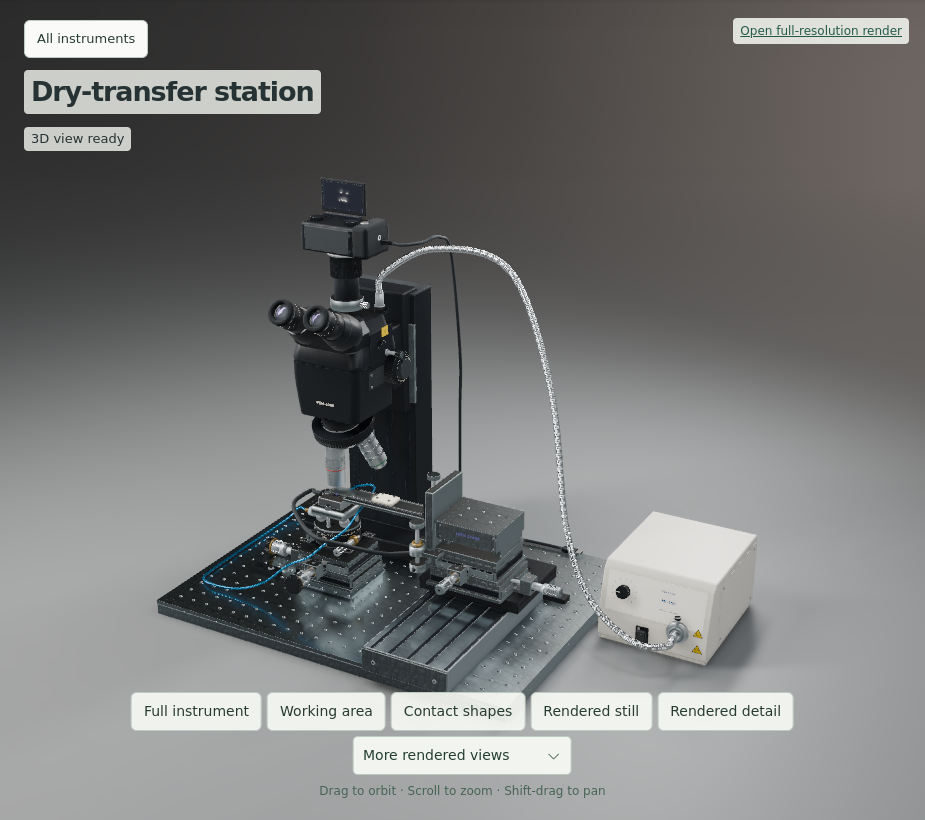 All instruments
Open full-resolution render
Dry-transfer station
3D view ready
Full instrument
Working area
Contact shapes
Rendered still
Rendered detail
More rendered views
Drag to orbit · Scroll to zoom · Shift-drag to pan